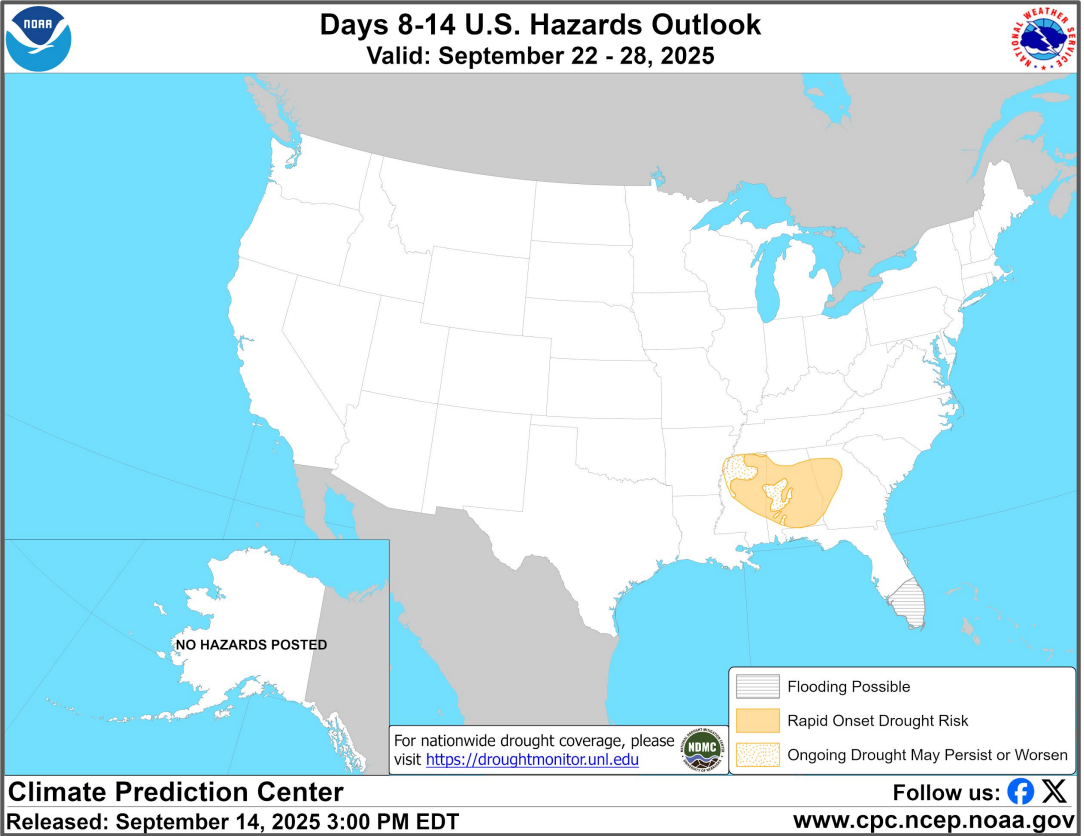 NOAA
Days 8-14 U.S. Hazards Outlook
Valid: September 22 - 28, 2025
NATIONAL WEATHER SERVICE
NO HAZARDS POSTED
For nationwide drought coverage, please
visit https://droughtmonitor.unl.edu
NDMC
Flooding Possible
Rapid Onset Drought Risk
Ongoing Drought May Persist or Worsen
Climate Prediction Center
Released: September 14, 2025 3:00 PM EDT
Follow us:
www.cpc.ncep.noaa.gov